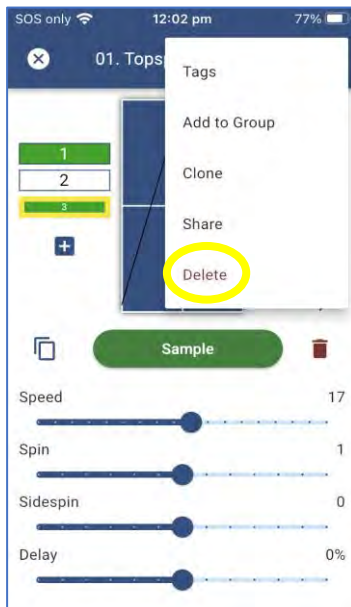 SOS only 12:02 pm 77%
01. Tops
Tags
Add to Group
Clone
Share
Delete
1
2
3
Sample
Speed 17
Spin 1
Sidespin 0
Delay 0%